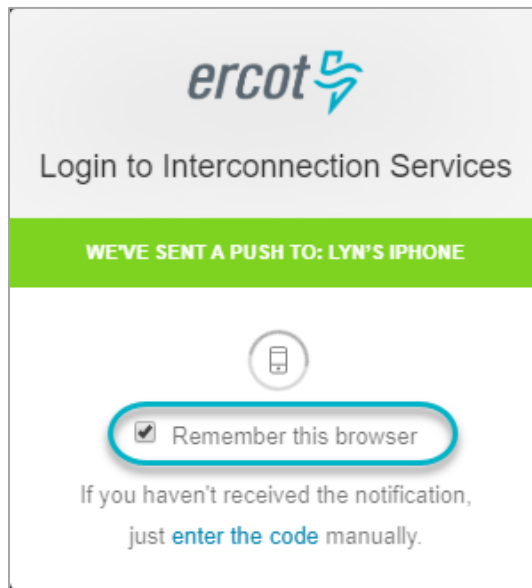 ercot
Login to Interconnection Services
WE'VE SENT A PUSH TO: LYN'S IPHONE
Remember this browser
If you haven't received the notification,
just enter the code manually.